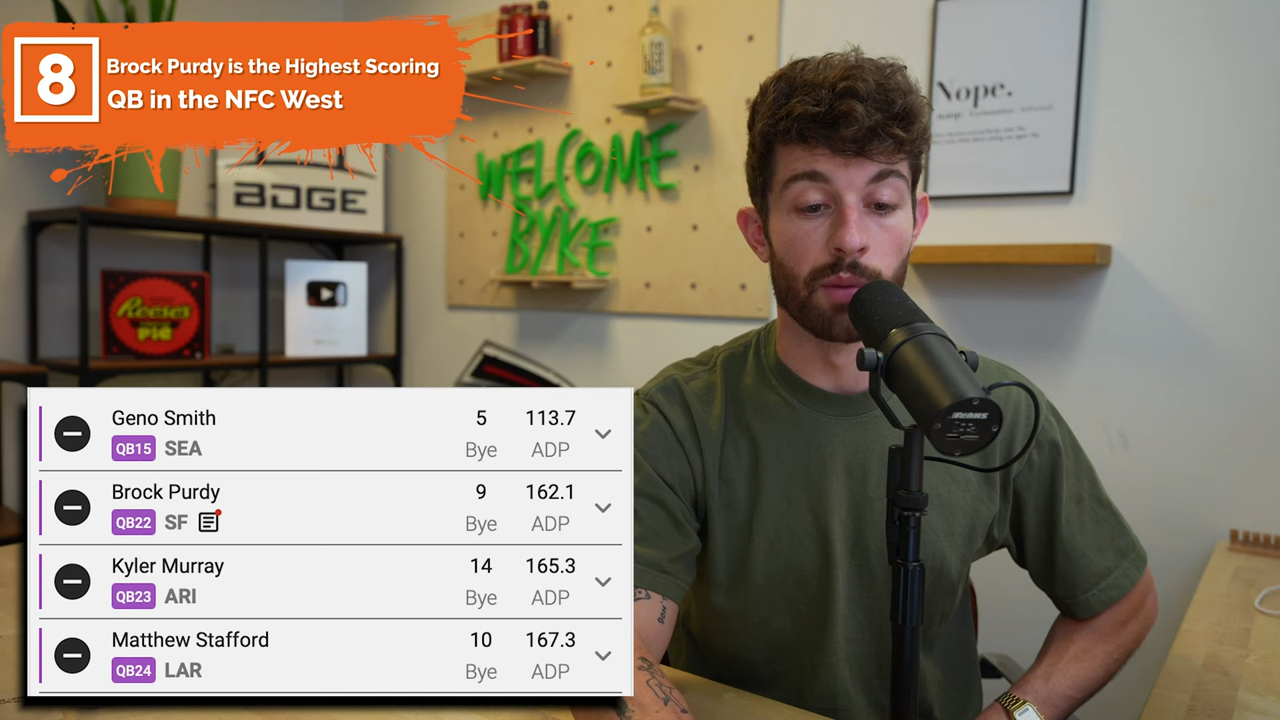 8
Brock Purdy is the Highest Scoring
QB in the NFC West
Nope.
WELCOME
BYKE
BDGE
Reese's
PIE
Geno Smith 5 113.7
QB15 SEA Bye ADP
Brock Purdy 9 162.1
QB22 SF Bye ADP
Kyler Murray 14 165.3
QB23 ARI Bye ADP
Matthew Stafford 10 167.3
QB24 LAR Bye ADP